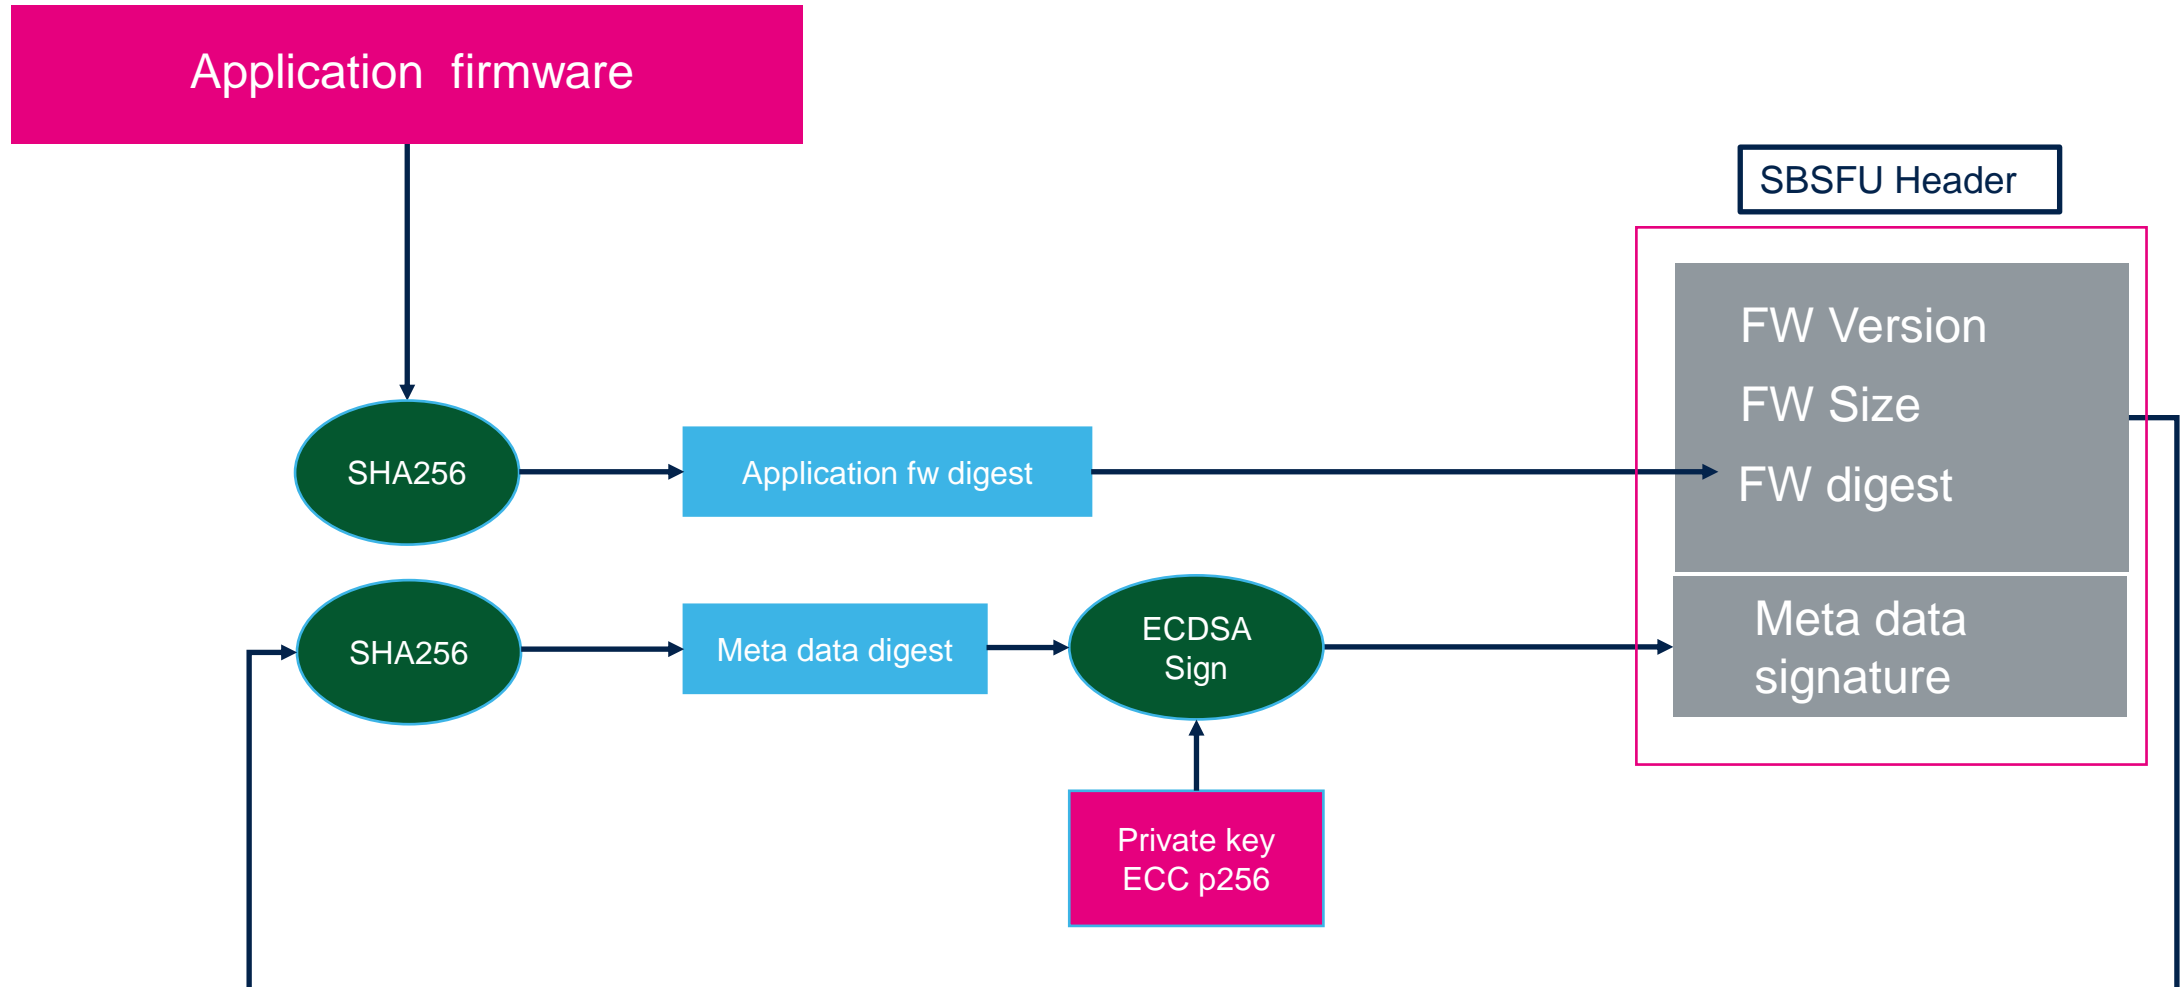 Application firmware
SBSFU Header
FW Version
FW Size
FW digest
SHA256
Application fw digest
SHA256
Meta data digest
ECDSA
Sign
Meta data
signature
Private key
ECC p256